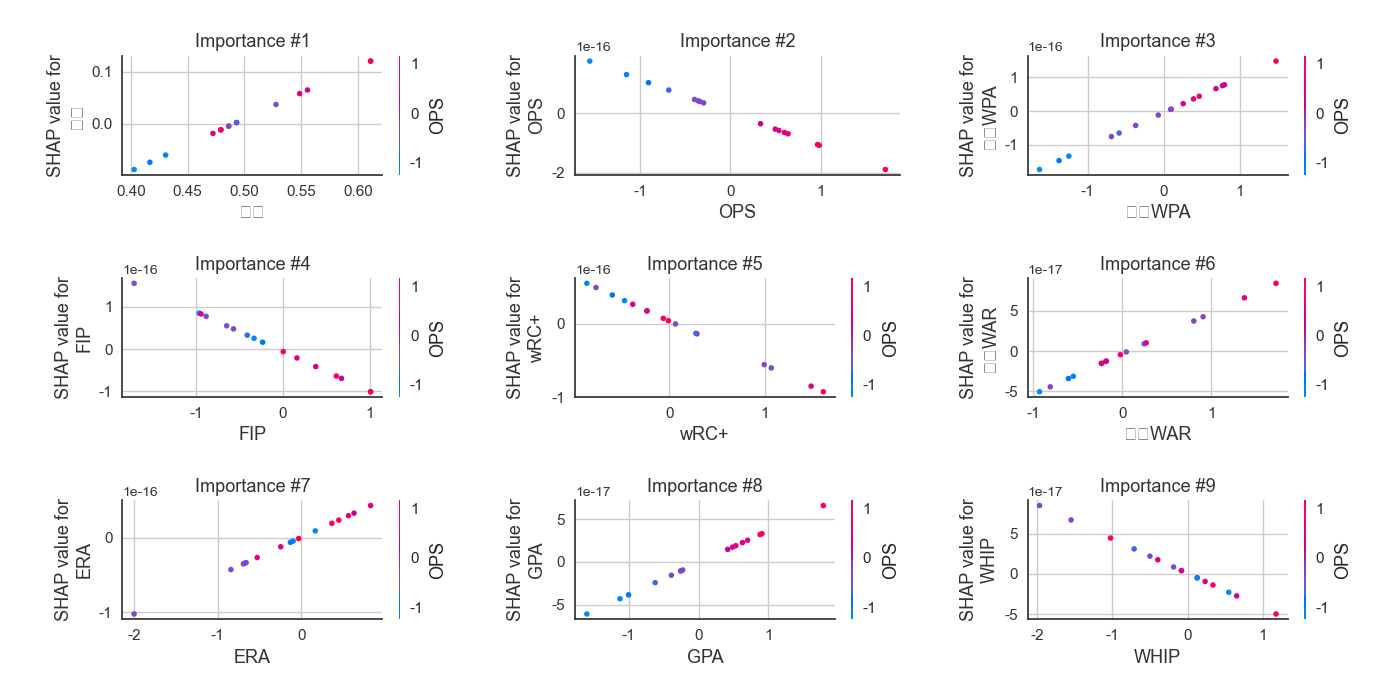 Importance #1
SHAP value for
0.1
0.0
0.40
0.45
0.50
0.55
0.60
1
0
-1
OPS
Importance #2
1e-16
SHAP value for
OPS
0
-2
-1
0
1
OPS
Importance #3
1e-16
SHAP value for
WPA
1
0
-1
-1
0
1
WPA
1
0
-1
OPS
Importance #4
1e-16
SHAP value for
FIP
1
0
-1
-1
0
1
FIP
1
0
-1
OPS
Importance #5
1e-16
SHAP value for
wRC+
0
-1
0
1
wRC+
1
0
-1
OPS
Importance #6
1e-17
SHAP value for
WAR
5
0
-5
-1
0
1
WAR
1
0
-1
OPS
Importance #7
1e-16
SHAP value for
ERA
0
-1
-2
-1
0
ERA
1
0
-1
OPS
Importance #8
1e-17
SHAP value for
GPA
5
0
-5
-1
0
1
GPA
1
0
-1
OPS
Importance #9
1e-17
SHAP value for
WHIP
5
0
-5
-2
-1
0
1
WHIP
1
0
-1
OPS